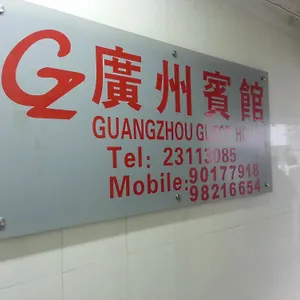 GZ 廣州賓館
GUANGZHOU
Tel: 23113085
Mobile: 90177918
98216654